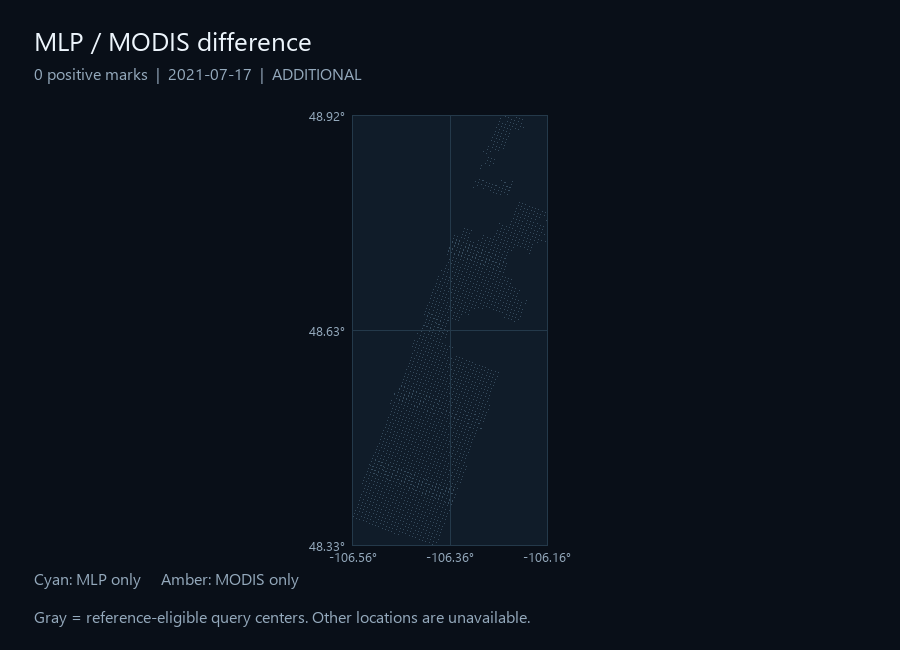 MLP / MODIS difference
0 positive marks | 2021-07-17 | ADDITIONAL
48.92°
48.63°
48.33°
-106.56° -106.36° -106.16°
Cyan: MLP only Amber: MODIS only
Gray = reference-eligible query centers. Other locations are unavailable.